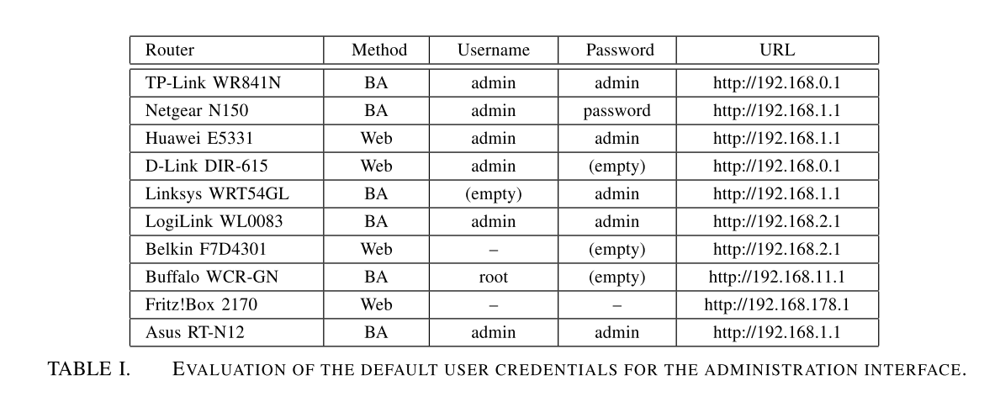 Router Method Username Password URL
TP-Link WR841N BA admin admin http://192.168.0.1
Netgear N150 BA admin password http://192.168.1.1
Huawei E5331 Web admin admin http://192.168.1.1
D-Link DIR-615 Web admin (empty) http://192.168.0.1
Linksys WRT54GL BA (empty) admin http://192.168.1.1
LogiLink WL0083 BA admin admin http://192.168.2.1
Belkin F7D4301 Web – (empty) http://192.168.2.1
Buffalo WCR-GN BA root (empty) http://192.168.11.1
Fritz!Box 2170 Web – – http://192.168.178.1
Asus RT-N12 BA admin admin http://192.168.1.1
TABLE I. EVALUATION OF THE DEFAULT USER CREDENTIALS FOR THE ADMINISTRATION INTERFACE.